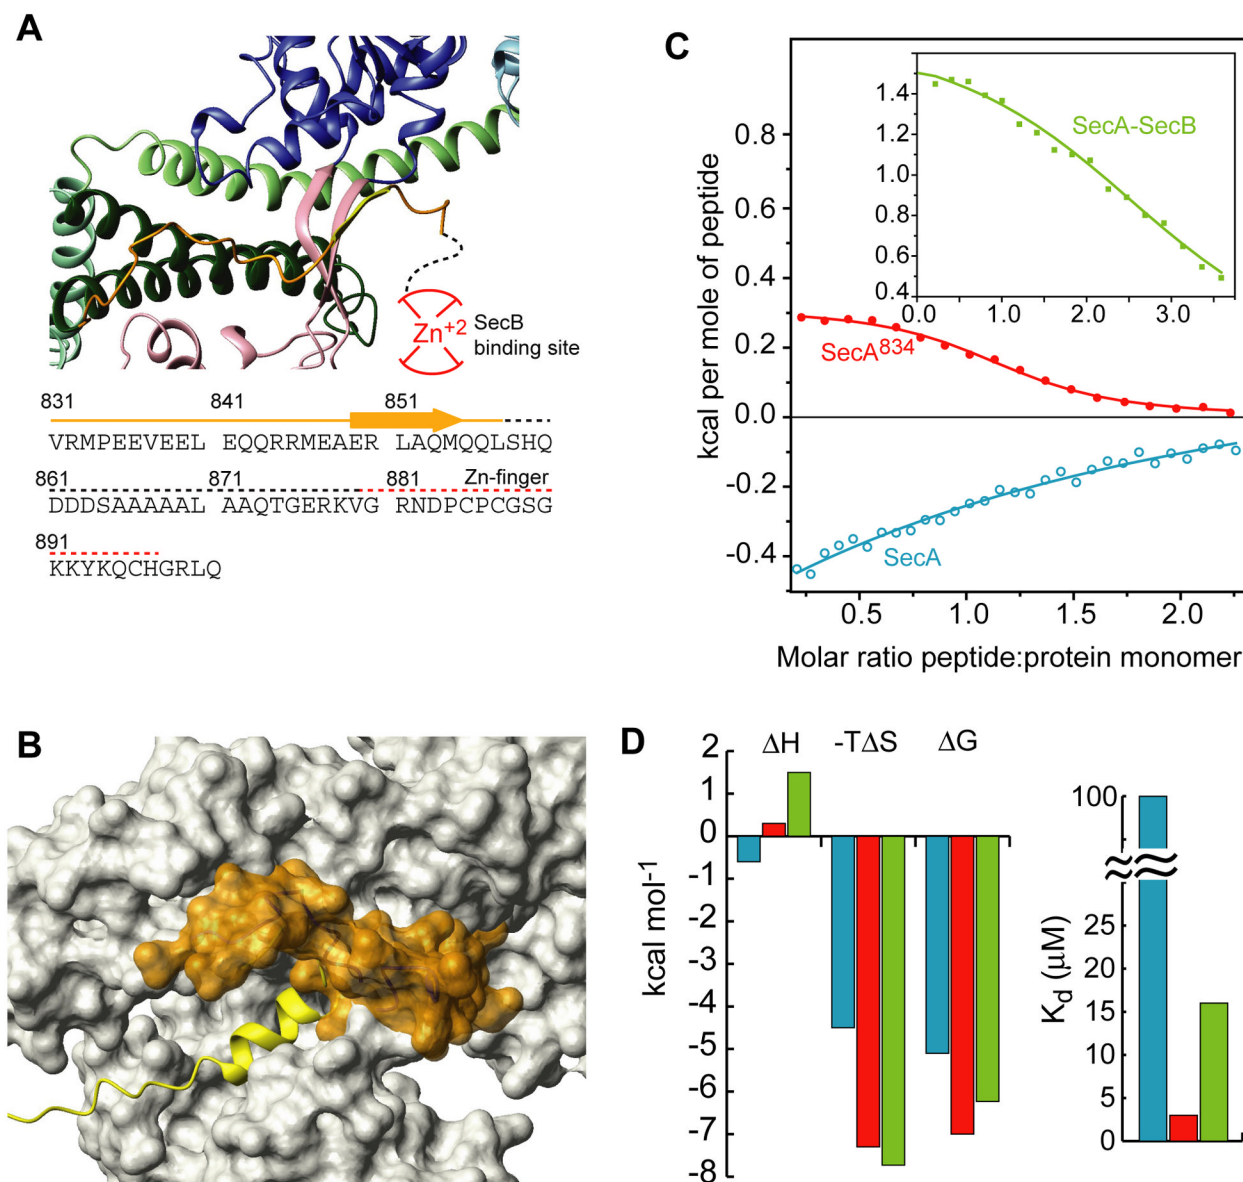 A
Zn+2
SecB
binding site
831 841 851
VRMPEEVEEL EQQRRMEAER LAQMQQLSHQ
861 871 881 Zn-finger
DDDSAAAAAL AAQTGERKVG RNDPCPCGSG
891
KKYKQCHGRLQ
B
C
kcal per mole of peptide
0.8
0.6
0.4
0.2
0.0
-0.2
-0.4
0.5 1.0 1.5 2.0
Molar ratio peptide:protein monomer
SecA834
SecA
1.4
1.2
1.0
1.8
1.6
0.4
0.0 1.0 2.0 3.0
SecA-SecB
D
ΔH -TΔS ΔG
kcal mol-1
2
1
0
-1
-2
-3
-4
-5
-6
-7
-8
Kd (μM)
100
25
15
5
0